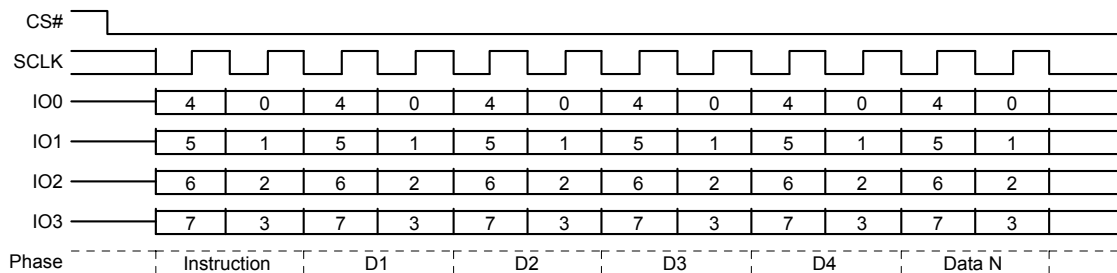 CS#
SCLK
IO0 4 0 4 0 4 0 4 0 4 0 4 0
IO1 5 1 5 1 5 1 5 1 5 1 5 1
IO2 6 2 6 2 6 2 6 2 6 2 6 2
IO3 7 3 7 3 7 3 7 3 7 3 7 3
Phase Instruction D1 D2 D3 D4 Data N